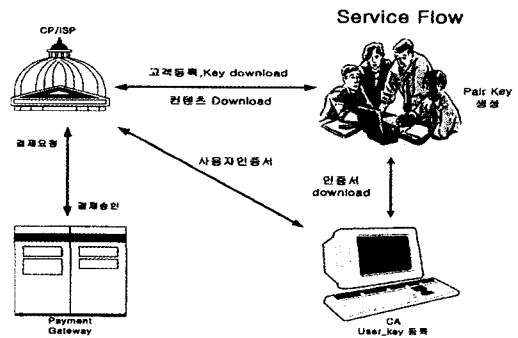 Service Flow
CP/ISP
고객등록,Key download
컨텐츠 Download
Pair Key
생성
결제요청
사용자인증서
인증서
download
결제승인
Payment
Gateway
CA
User_key 등록